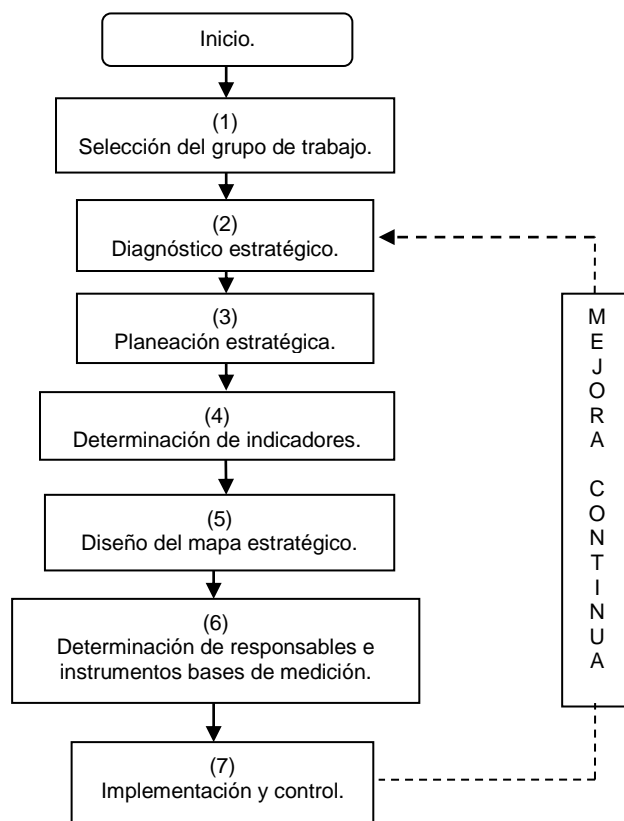 Inicio.
(1)
Selección del grupo de trabajo.
(2)
Diagnóstico estratégico.
(3)
Planeación estratégica.
(4)
Determinación de indicadores.
(5)
Diseño del mapa estratégico.
(6)
Determinación de responsables e
instrumentos bases de medición.
(7)
Implementación y control.
M
E
J
O
R
A
C
O
N
T
I
N
U
A